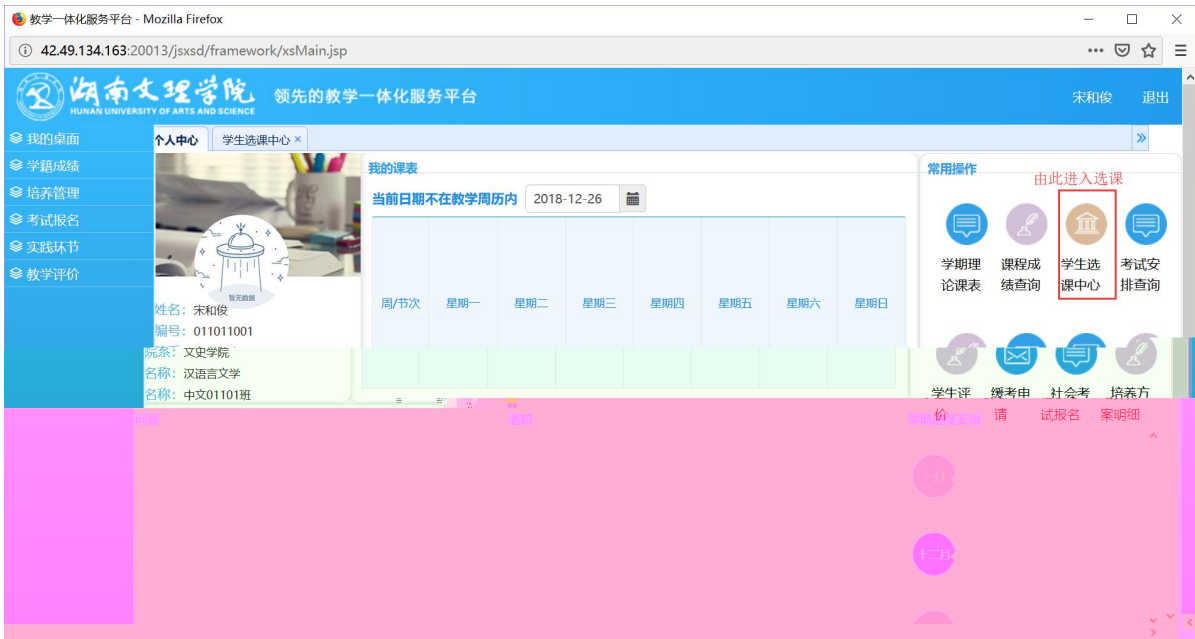 教学一体化服务平台 - Mozilla Firefox
42.49.134.163:20013/jsxsd/framework/xsMain.jsp
湖南文理学院
HUNAN UNIVERSITY OF ARTS AND SCIENCE
领先的教学一体化服务平台
宋和俊 退出
我的桌面
学籍成绩
培养管理
考试报名
实践环节
教学评价
个人中心 学生选课中心 ×
暂无数据
姓名：宋和俊
编号：011011001
院系：文史学院
名称：汉语言文学
名称：中文01101班
我的课表
当前日期不在教学周历内 2018-12-26
周/节次 星期一 星期二 星期三 星期四 星期五 星期六 星期日
常用操作
由此进入选课
学期理论课表
课程成绩查询
学生选课中心
考试安排查询
学生评价
缓考申请
社会考试报名
培养方案明细
问卷
通知
一月
十二月